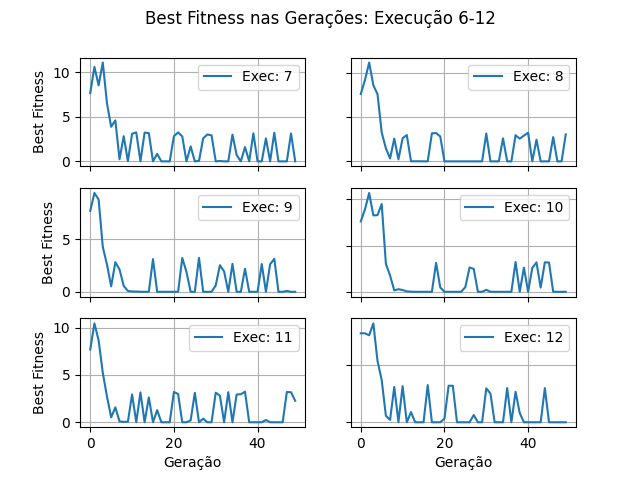 Best Fitness nas Gerações: Execução 6-12
Exec: 7
Exec: 8
10
5
0
Best Fitness
Exec: 9
Exec: 10
5
0
Best Fitness
Exec: 11
Exec: 12
10
5
0
Best Fitness
0 20 40
0 20 40
Geração
Geração